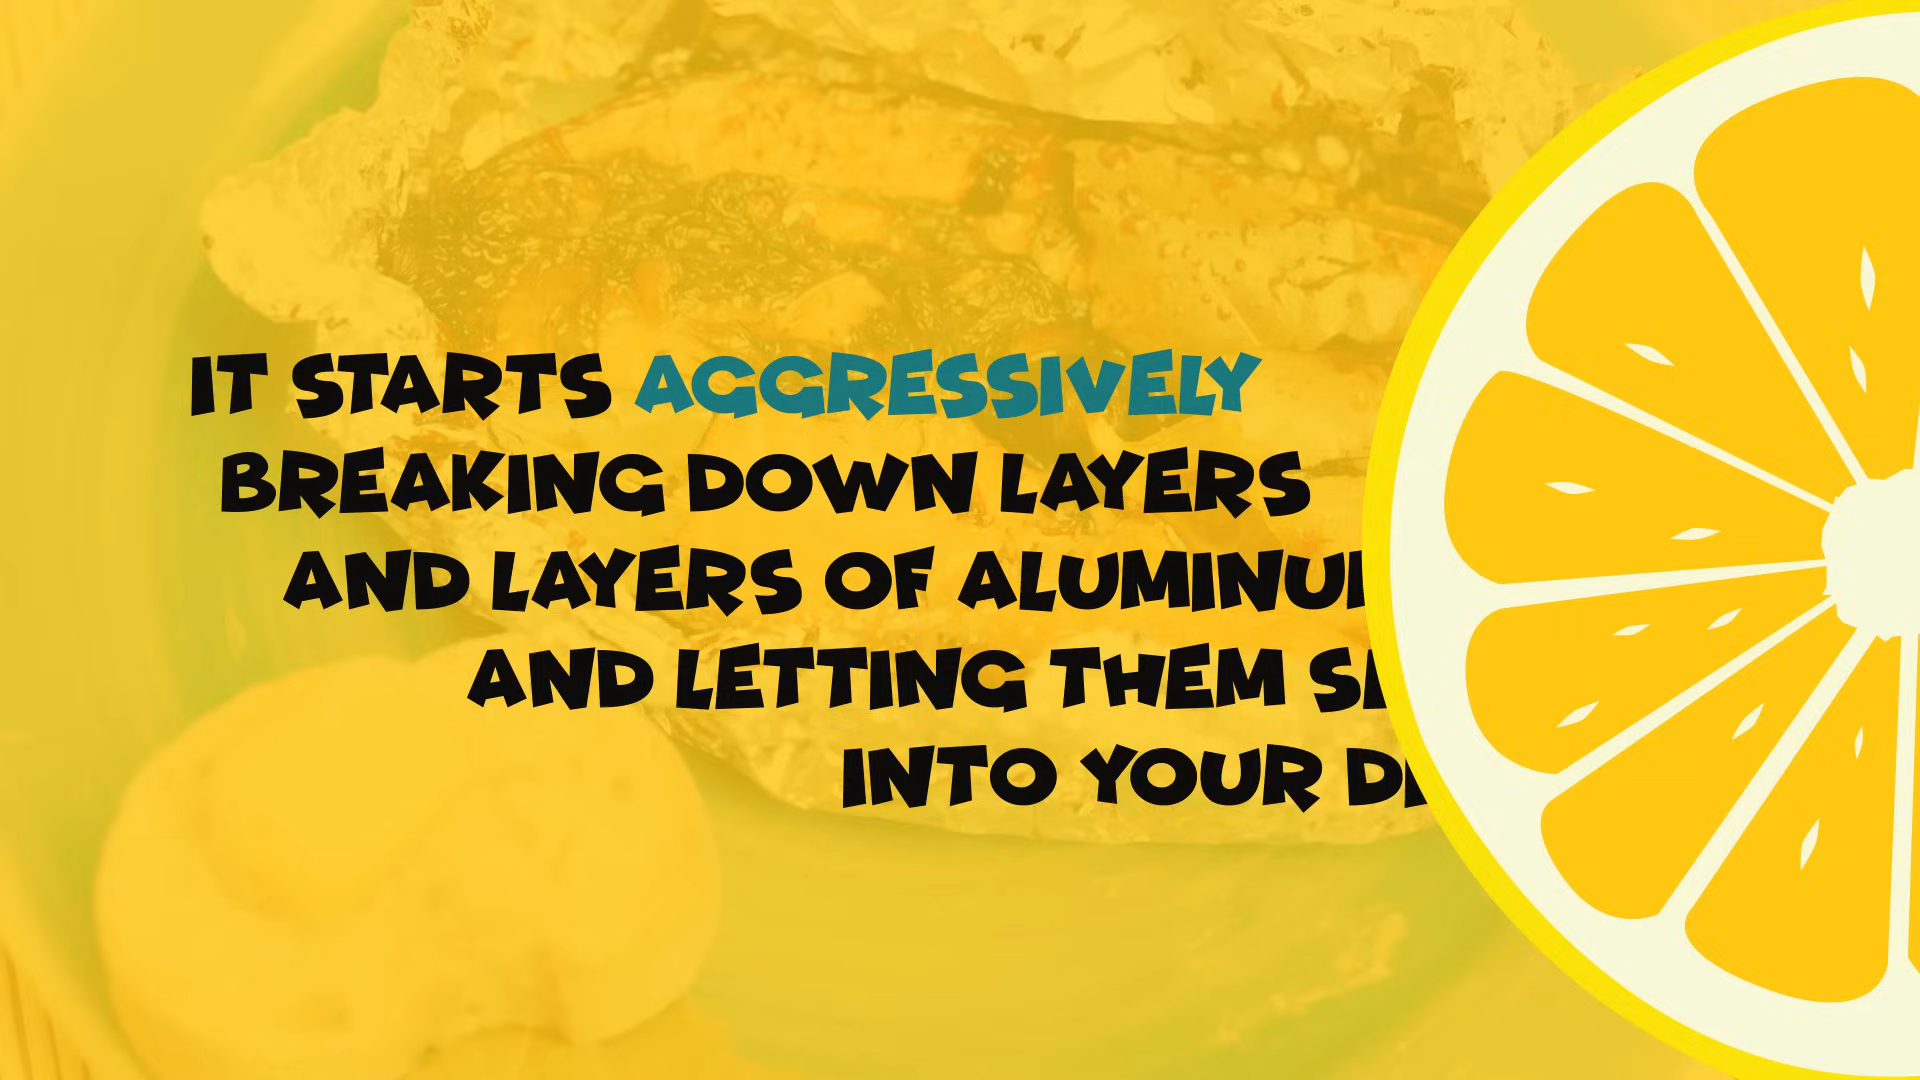 IT STARTS AGGRESSIVELY
BREAKING DOWN LAYERS
AND LAYERS OF
AND LETTING THEM
INTO YOUR